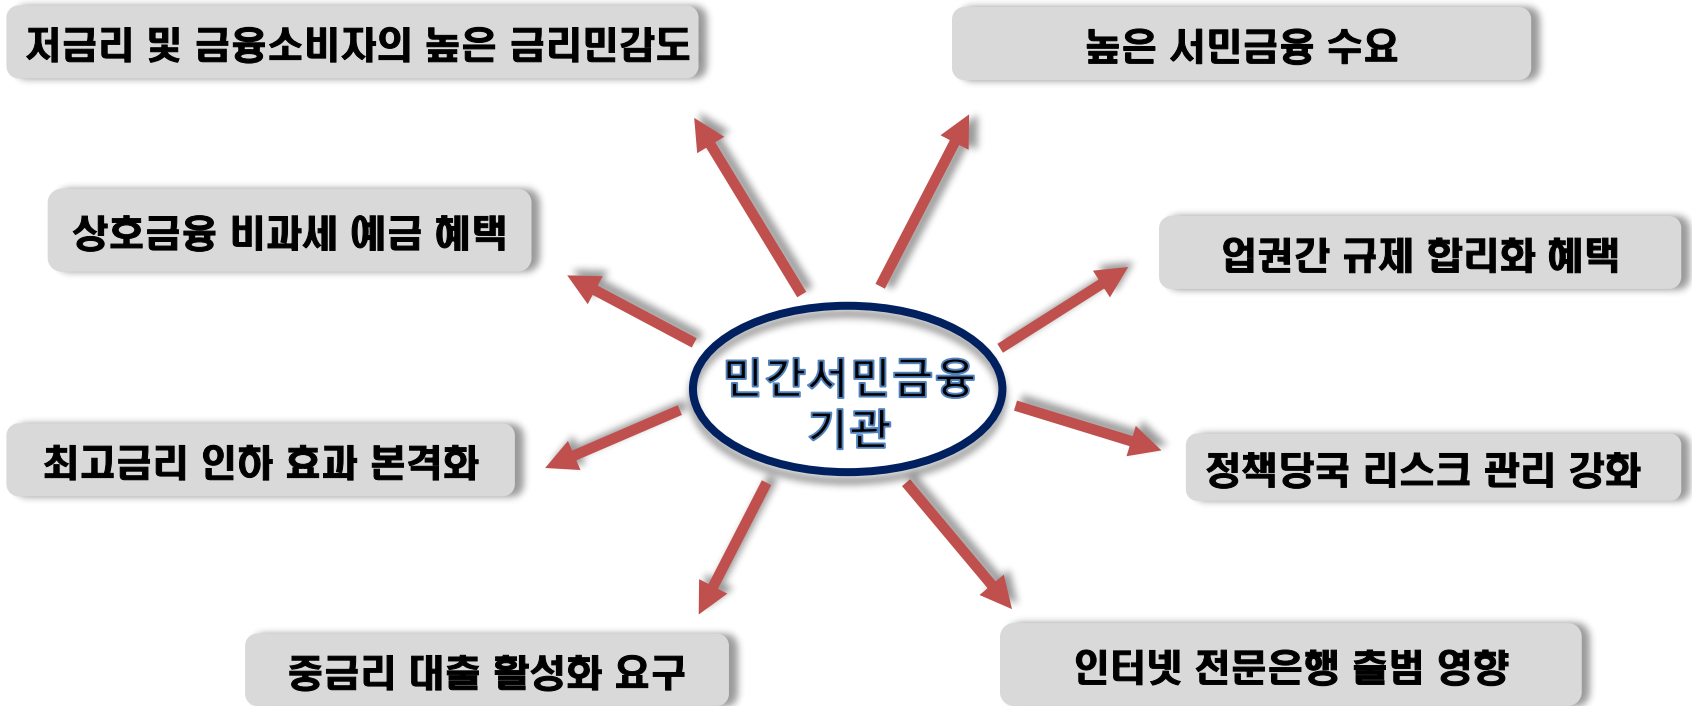 저금리 및 금융소비자의 높은 금리민감도
높은 서민금융 수요
상호금융 비과세 예금 혜택
업권간 규제 합리화 혜택
민간서민금융
기관
최고금리 인하 효과 본격화
정책당국 리스크 관리 강화
중금리 대출 활성화 요구
인터넷 전문은행 출범 영향